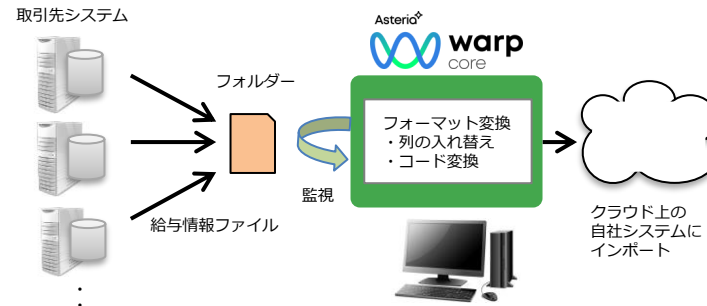 取引先システム
フォルダー
給与情報ファイル
監視
Asteria
warp
core
フォーマット変換
・列の入れ替え
・コード変換
クラウド上の
自社システムに
インポート
・
・